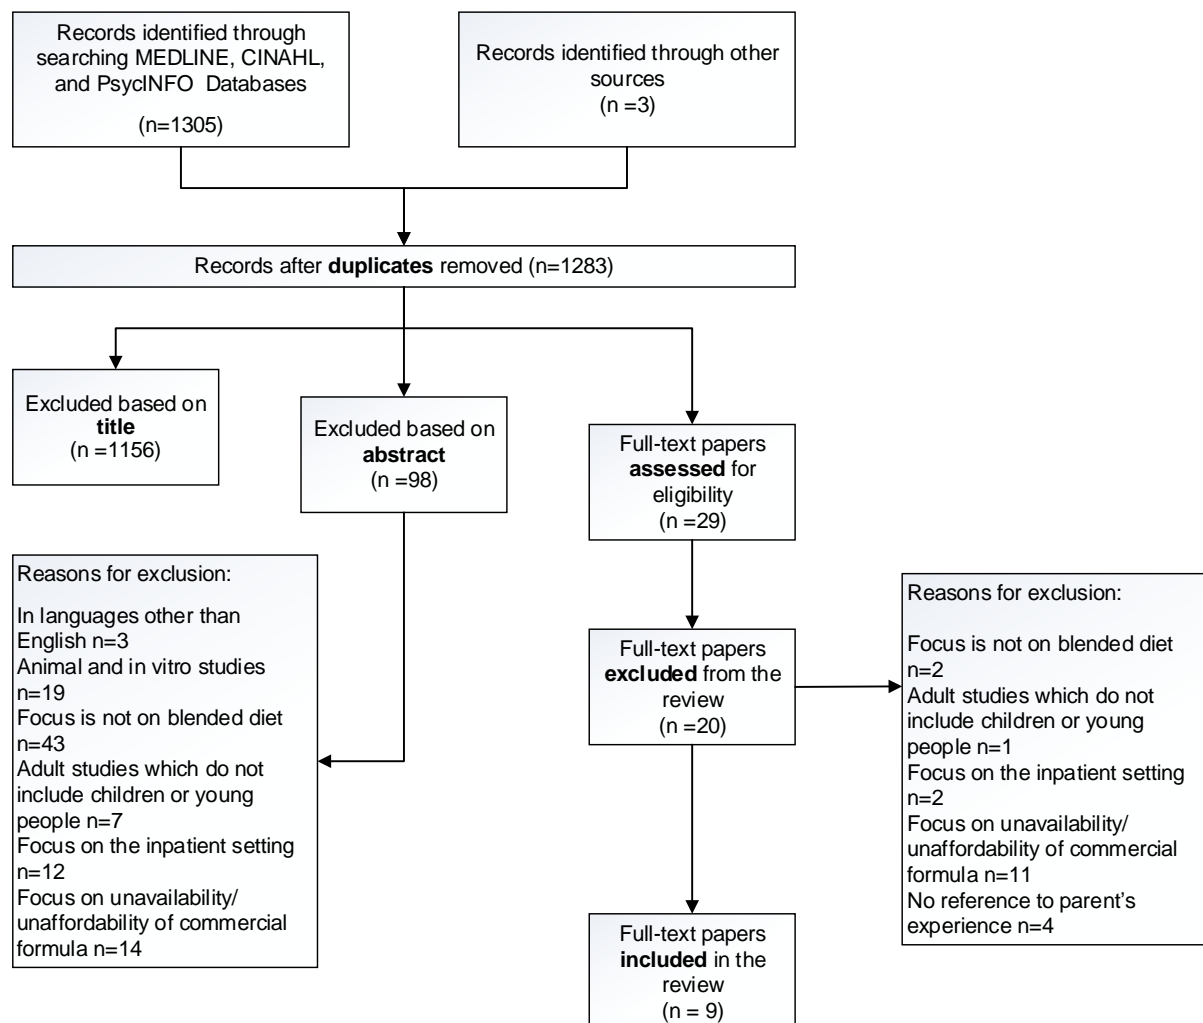 Records identified through
searching MEDLINE, CINAHL,
and PsycINFO Databases
(n=1305)
Records identified through other
sources
(n =3)
Records after duplicates removed (n=1283)
Excluded based on
title
(n =1156)
Excluded based on
abstract
(n =98)
Full-text papers
assessed for
eligibility
(n =29)
Reasons for exclusion:
In languages other than
English n=3
Animal and in vitro studies
n=19
Focus is not on blended diet
n=43
Adult studies which do not
include children or young
people n=7
Focus on the inpatient setting
n=12
Focus on unavailability/
unaffordability of commercial
formula n=14
Full-text papers
excluded from the
review
(n =20)
Reasons for exclusion:
Focus is not on blended diet
n=2
Adult studies which do not
include children or young
people n=1
Focus on the inpatient setting
n=2
Focus on unavailability/
unaffordability of commercial
formula n=11
No reference to parent's
experience n=4
Full-text papers
included in the
review
(n = 9)